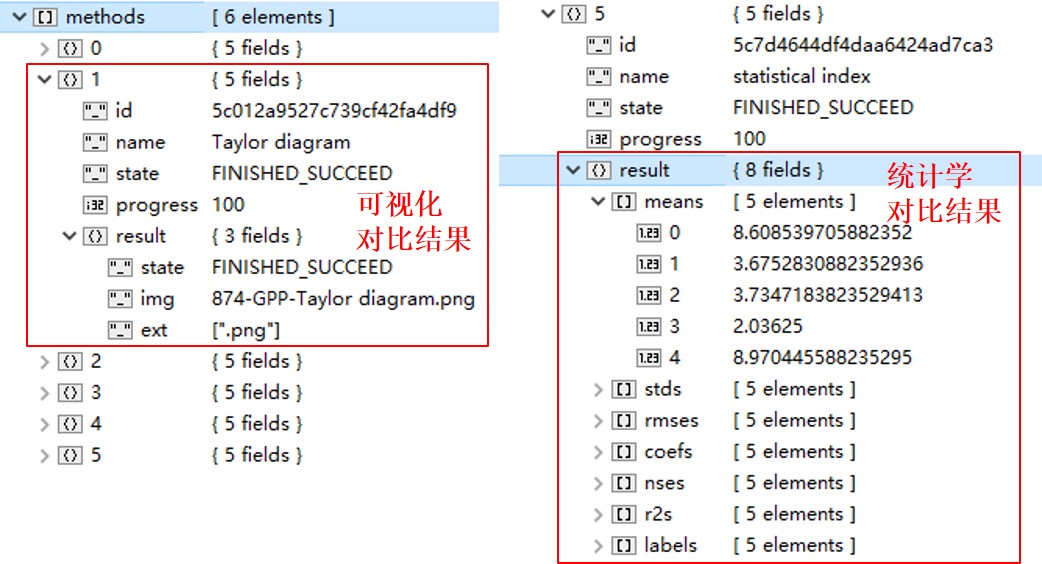 methods [ 6 elements ]
0 { 5 fields }
1 { 5 fields }
id 5c012a9527c739cf42fa4df9
name Taylor diagram
state FINISHED_SUCCEED
progress 100
result { 3 fields }
state FINISHED_SUCCEED
img 874-GPP-Taylor diagram.png
ext [".png"]
可视化
对比结果
2 { 5 fields }
3 { 5 fields }
4 { 5 fields }
5 { 5 fields }
5 { 5 fields }
id 5c7d4644df4daa6424ad7ca3
name statistical index
state FINISHED_SUCCEED
progress 100
result { 8 fields }
统计学
对比结果
means [ 5 elements ]
0 8.608539705882352
1 3.6752830882352936
2 3.7347183823529413
3 2.03625
4 8.970445588235295
stds [ 5 elements ]
rmses [ 5 elements ]
coefs [ 5 elements ]
nses [ 5 elements ]
r2s [ 5 elements ]
labels [ 5 elements ]